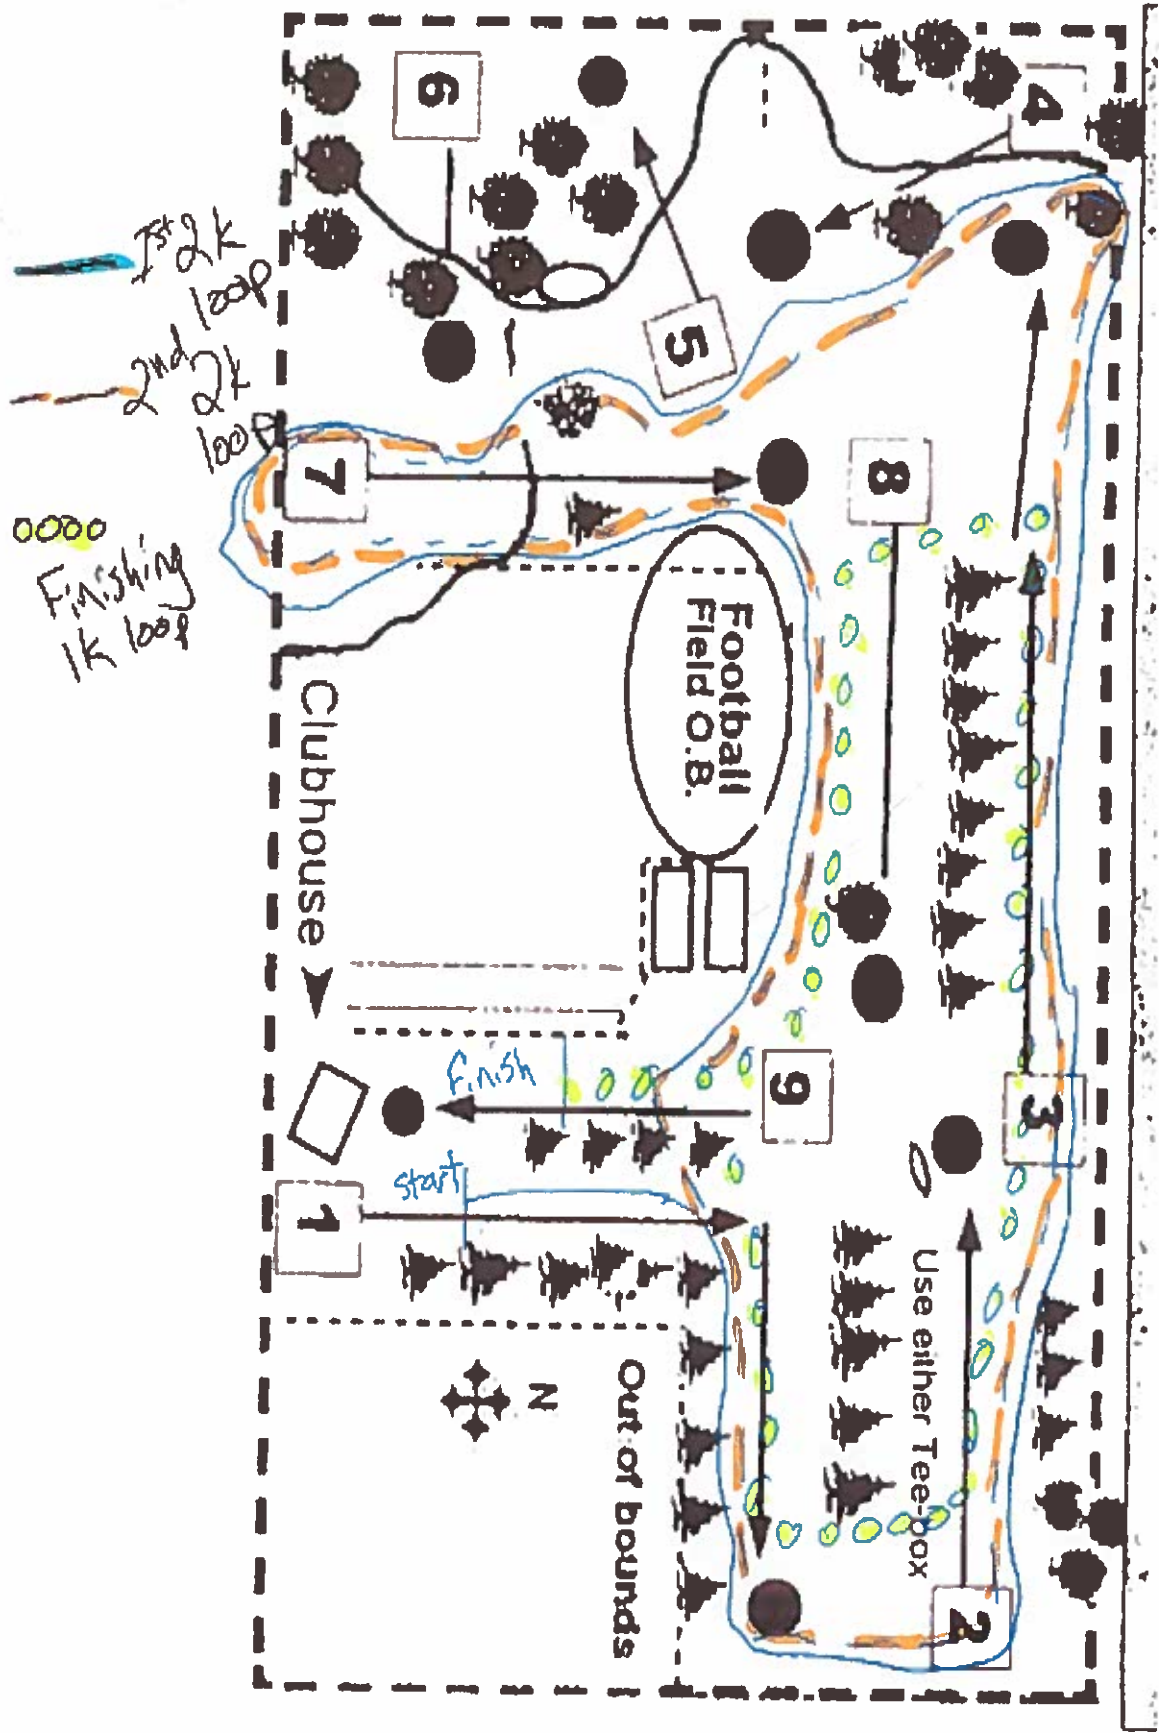 6
4
1st 2k
loop
5
2nd 2k
loop
7
8
0000
Finishing
1k loop
Football
Field O.B.
Clubhouse
Finish
9
3
start
1
Use either Tee-box
N
Out of bounds
2